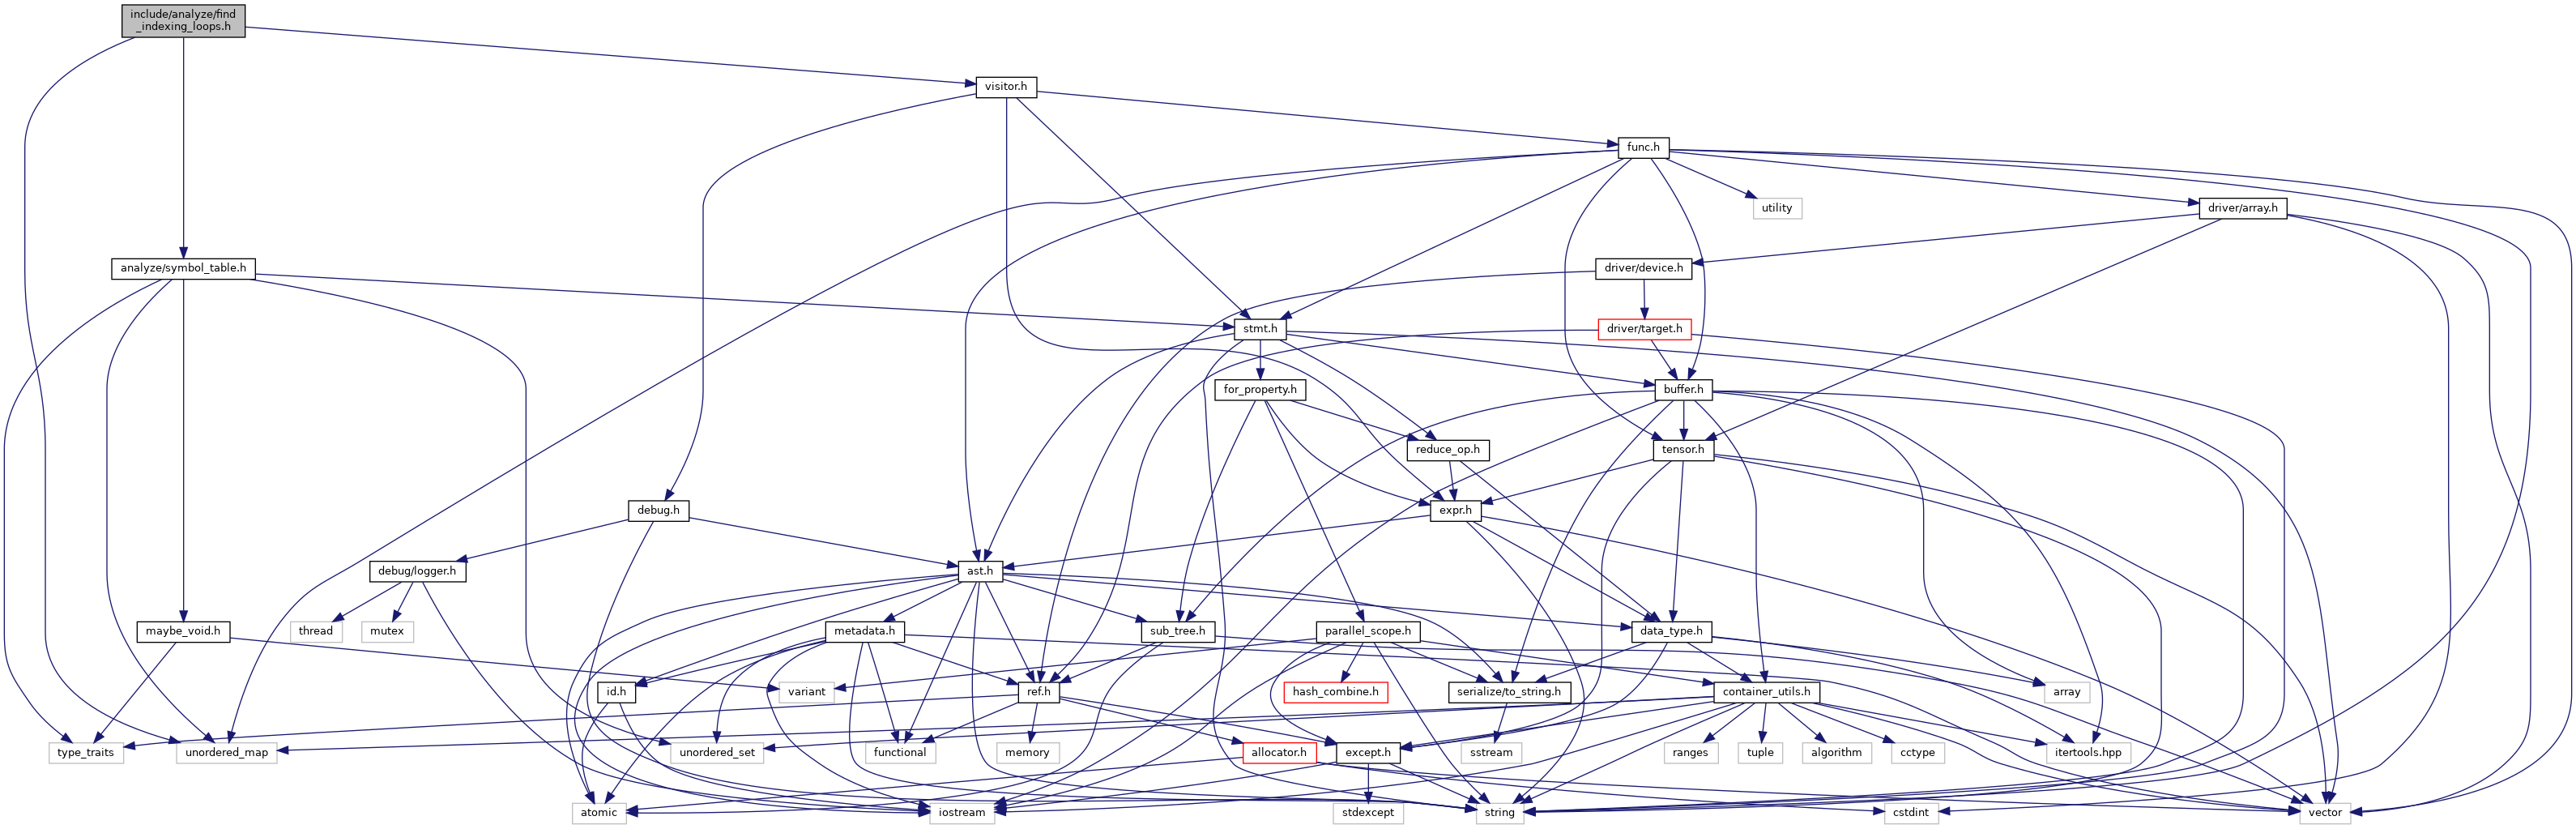 include/analyze/find
_indexing_loops.h
visitor.h
func.h
utility
driver/array.h
analyze/symbol_table.h
driver/device.h
stmt.h
driver/target.h
for_property.h
buffer.h
reduce_op.h
tensor.h
debug.h
expr.h
debug/logger.h
ast.h
thread
mutex
maybe_void.h
metadata.h
sub_tree.h
parallel_scope.h
data_type.h
id.h
variant
ref.h
hash_combine.h
serialize/to_string.h
container_utils.h
array
type_traits
unordered_map
unordered_set
functional
memory
allocator.h
except.h
sstream
ranges
tuple
algorithm
cctype
itertools.hpp
atomic
iostream
stdexcept
string
cstdint
vector